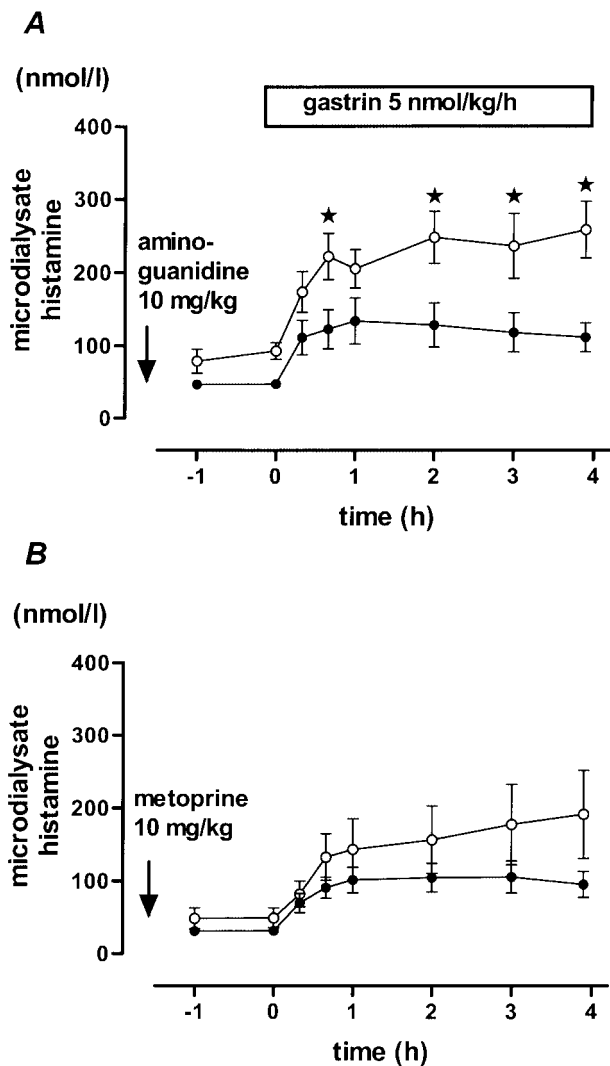 A
(nmol/l)
gastrin 5 nmol/kg/h
400
300
200
100
0
microdialysate
histamine
amino-
guanidine
10 mg/kg
-1 0 1 2 3 4
time (h)
B
(nmol/l)
400
300
200
100
0
microdialysate
histamine
metoprine
10 mg/kg
-1 0 1 2 3 4
time (h)